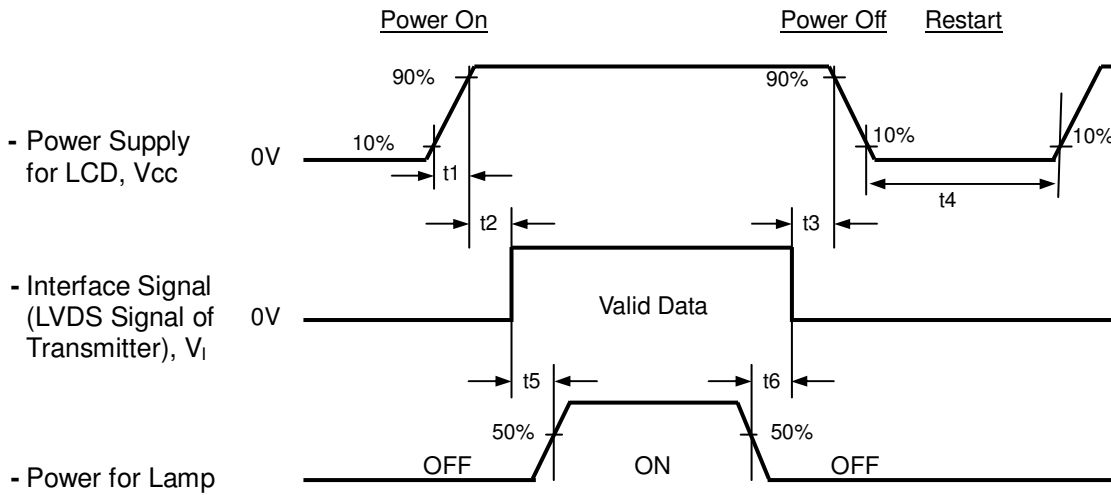 Power On
Power Off
Restart
90%
90%
- Power Supply
for LCD, Vcc
0V
10%
10%
10%
t1
t4
t2
t3
- Interface Signal
(LVDS Signal of
Transmitter), VI
0V
Valid Data
t5
t6
50%
50%
- Power for Lamp
OFF
ON
OFF